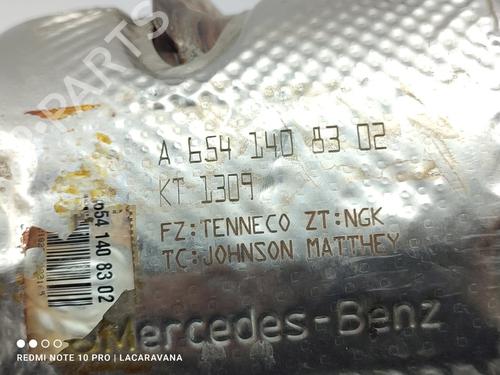 A 654 140 83 02
KT 1309
FZ:TENNECO ZT:NGK
TC:JOHNSON MATTHEY
654 140 83 02
Mercedes-Benz
REDMI NOTE 10 PRO | LACARAVANA